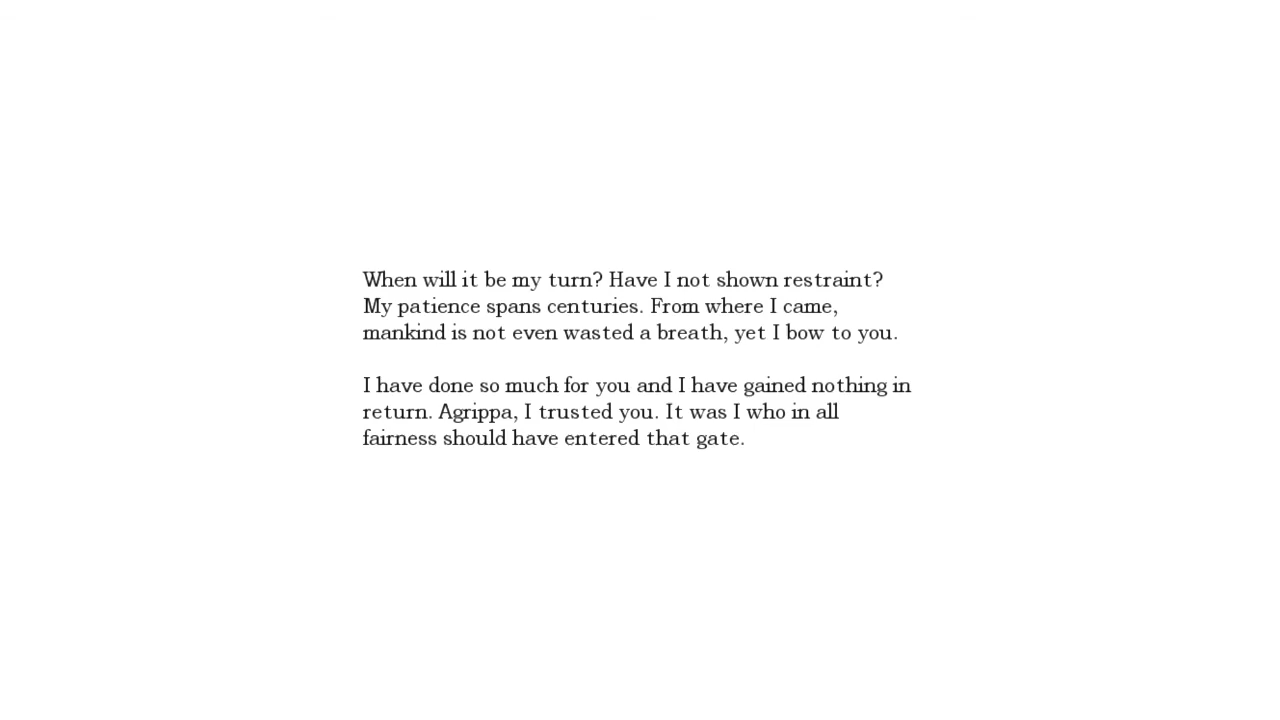 When will it be my turn? Have I not shown restraint?
My patience spans centuries. From where I came,
mankind is not even wasted a breath, yet I bow to you.
I have done so much for you and I have gained nothing in
return. Agrippa, I trusted you. It was I who in all
fairness should have entered that gate.